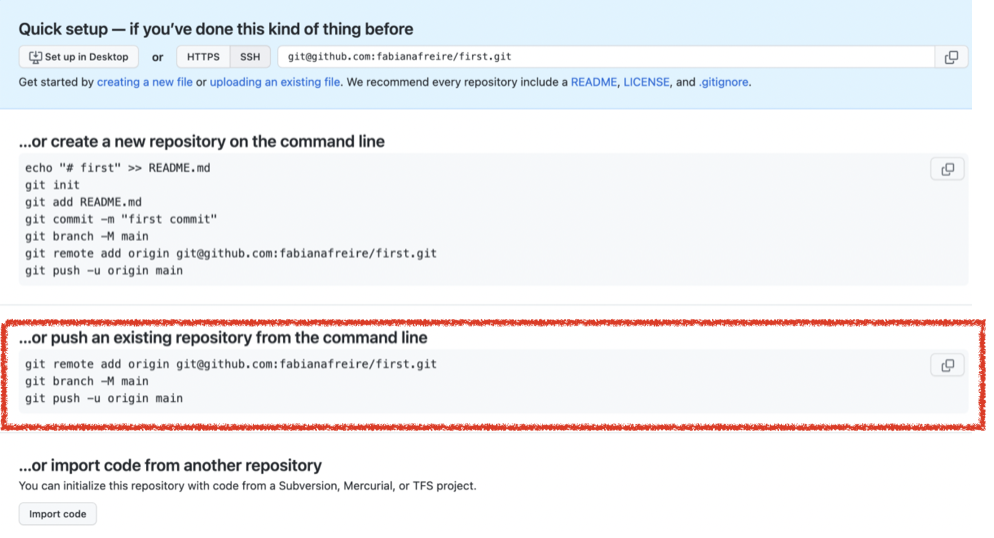 Quick setup — if you’ve done this kind of thing before
Set up in Desktop or HTTPS SSH git@github.com:fabianafreire/first.git
Get started by creating a new file or uploading an existing file. We recommend every repository include a README, LICENSE, and .gitignore.
...or create a new repository on the command line
echo "# first" >> README.md
git init
git add README.md
git commit -m "first commit"
git branch -M main
git remote add origin git@github.com:fabianafreire/first.git
git push -u origin main
...or push an existing repository from the command line
git remote add origin git@github.com:fabianafreire/first.git
git branch -M main
git push -u origin main
...or import code from another repository
You can initialize this repository with code from a Subversion, Mercurial, or TFS project.
Import code